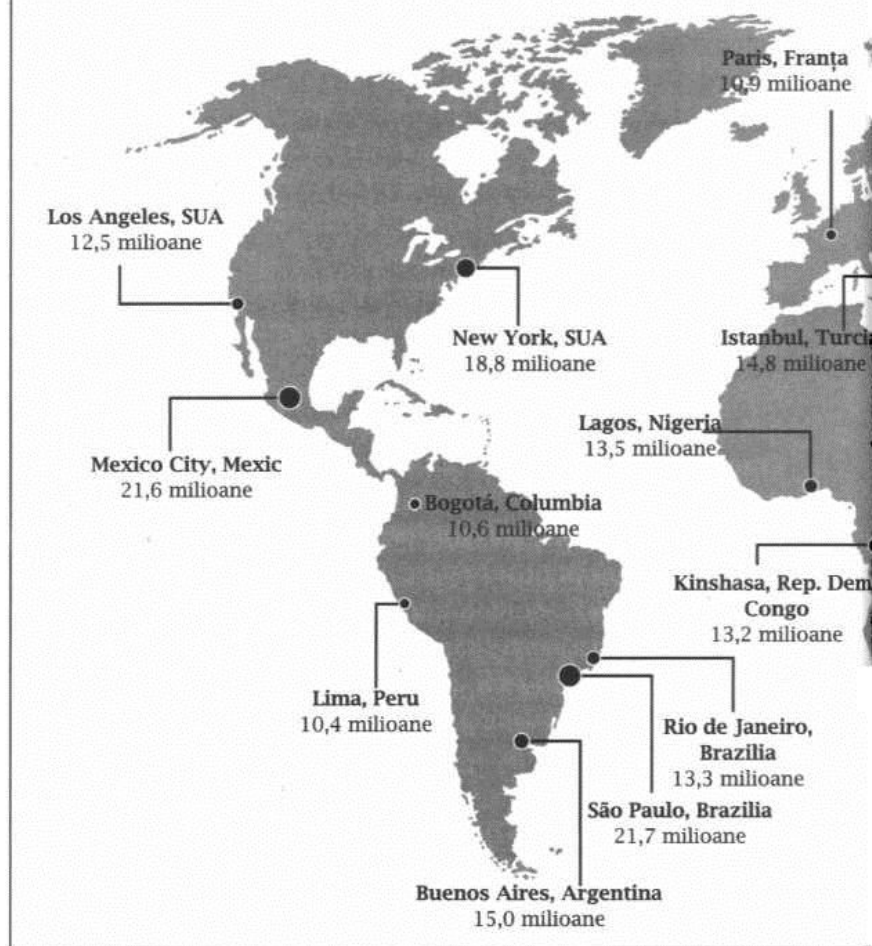 Paris, Franța
10,9 milioane
Los Angeles, SUA
12,5 milioane
New York, SUA
18,8 milioane
Istanbul, Turcia
14,8 milioane
Lagos, Nigeria
13,5 milioane
Mexico City, Mexic
21,6 milioane
Bogotá, Columbia
10,6 milioane
Kinshasa, Rep. Dem
Congo
13,2 milioane
Lima, Peru
10,4 milioane
Rio de Janeiro,
Brazilia
13,3 milioane
São Paulo, Brazilia
21,7 milioane
Buenos Aires, Argentina
15,0 milioane